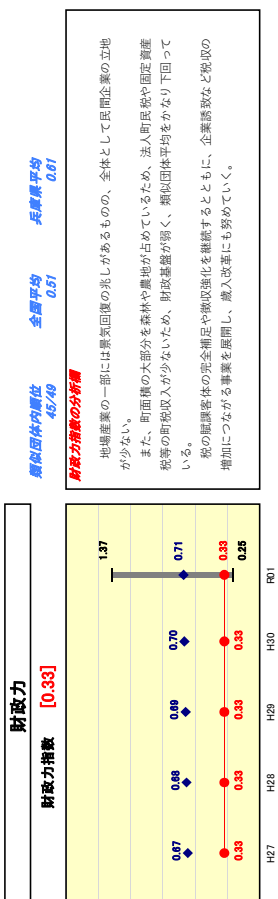 財政力
財政力指数 [0.33]
1.37
0.67
0.68
0.69
0.70
0.71
0.33
0.33
0.33
0.33
0.33
0.25
H27
H28
H29
H30
R01
類似団体内順位
45/49
全国平均
0.51
兵庫県平均
0.61
財政力指数の分析欄
地場産業の一部には景気回復の兆しがあるものの、全体として民間企業の立地
が少ない。
また、町面積の大部分を森林や農地が占めているため、法人町民税や固定資産
税等の町税収入が少ないため、財政基盤が弱く、類似団体平均をかなり下回って
いる。
税の賦課客体の完全補足や徴収強化を継続するとともに、企業誘致など税収の
増加につながる事業を展開し、歳入改革にも努めていく。